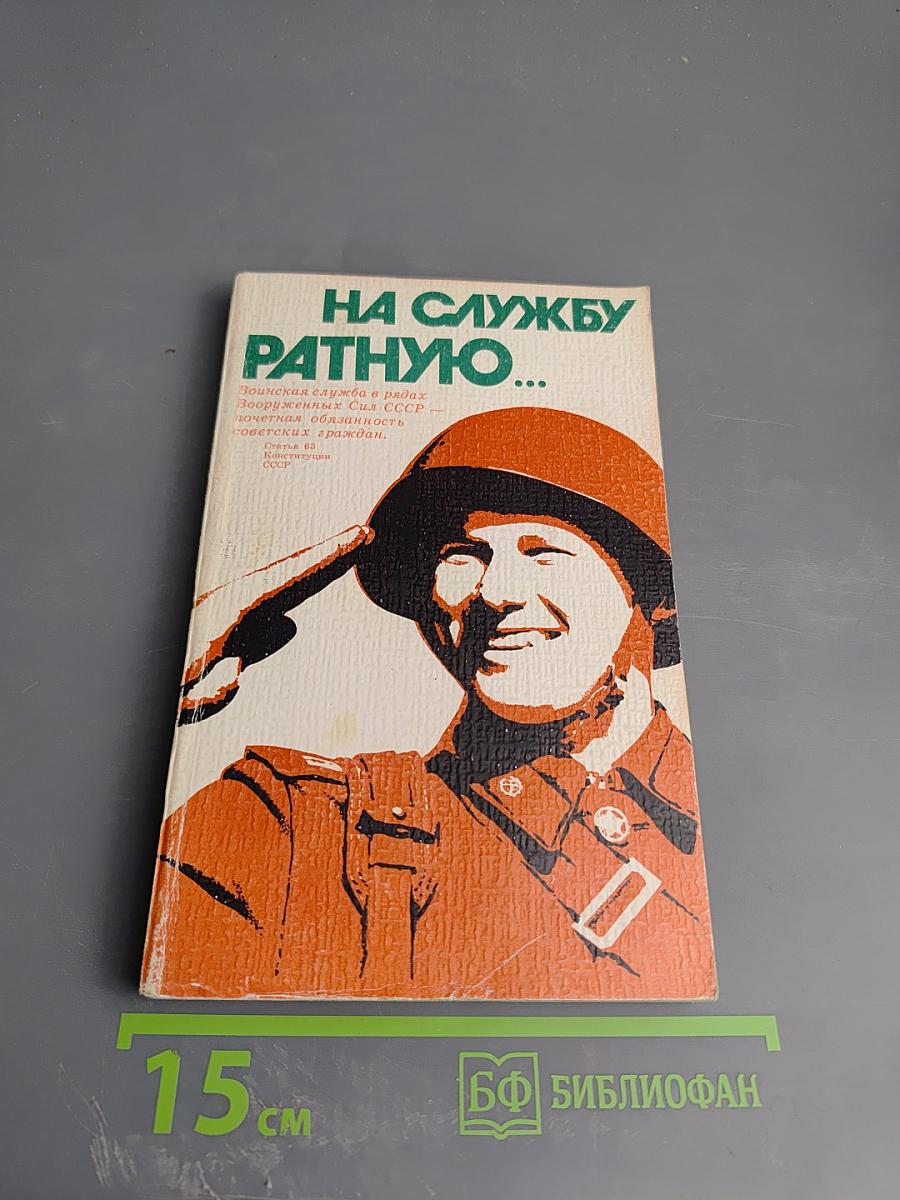 НА СЛУЖБУ
РАТНУЮ...
Воинская служба в рядах
Вооруженных Сил СССР —
почетная обязанность
советских граждан.
Статья 63
Конституции
СССР
15 см
БФ БИБЛИОФАН